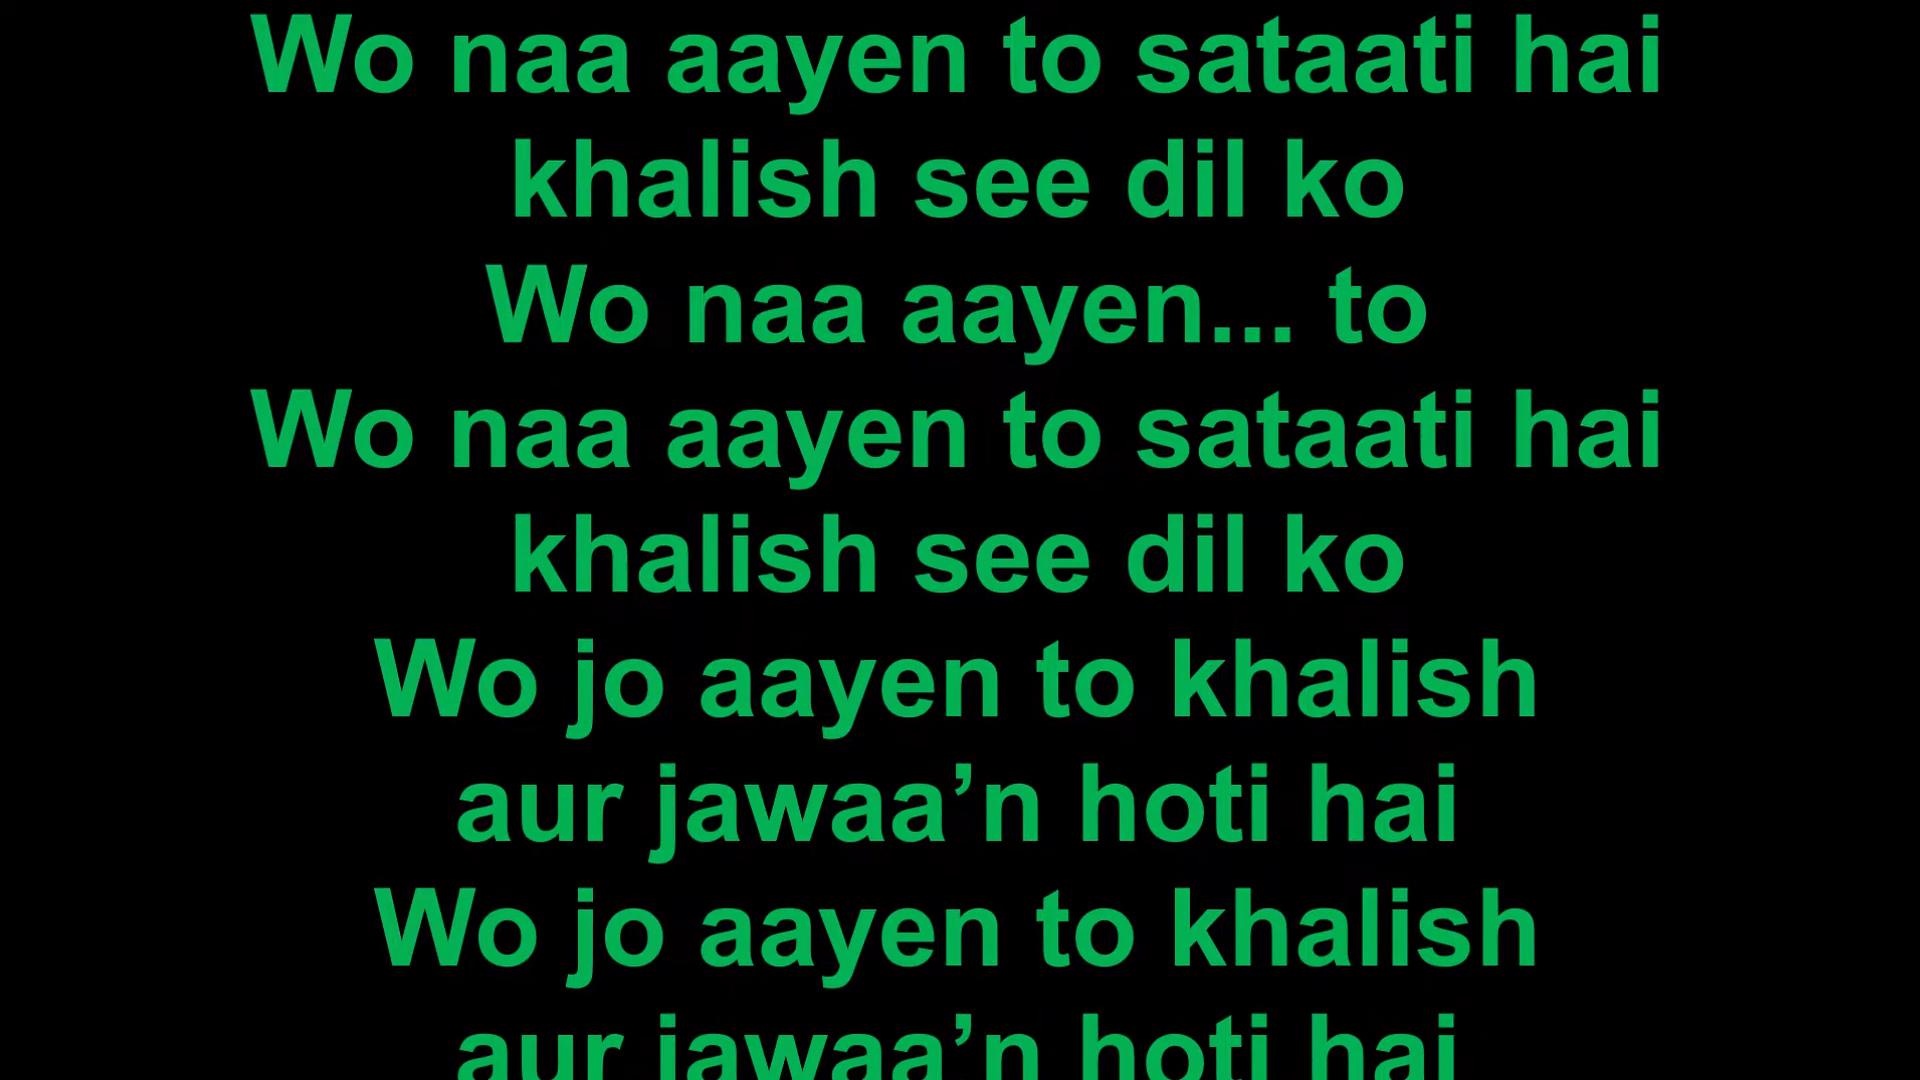 Wo naa aayen to sataati hai
khalish see dil ko
Wo naa aayen... to
Wo naa aayen to sataati hai
khalish see dil ko
Wo jo aayen to khalish
aur jawaa’n hoti hai
Wo jo aayen to khalish
aur jawaa’n hoti hai